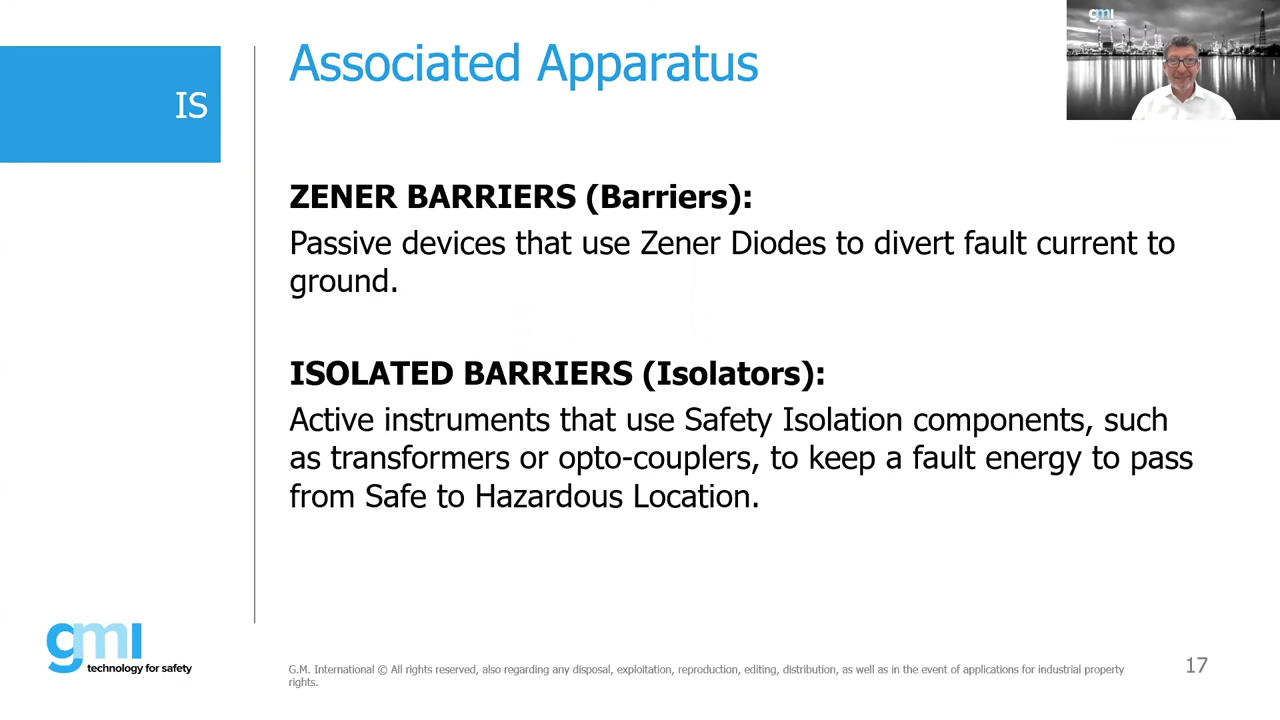 Associated Apparatus
gmi
IS
ZENER BARRIERS (Barriers):
Passive devices that use Zener Diodes to divert fault current to
ground.
ISOLATED BARRIERS (Isolators):
Active instruments that use Safety Isolation components, such
as transformers or opto-couplers, to keep a fault energy to pass
from Safe to Hazardous Location.
gmi
technology for safety
G.M. International © All rights reserved, also regarding any disposal, exploitation, reproduction, editing, distribution, as well as in the event of applications for industrial property
rights.
17